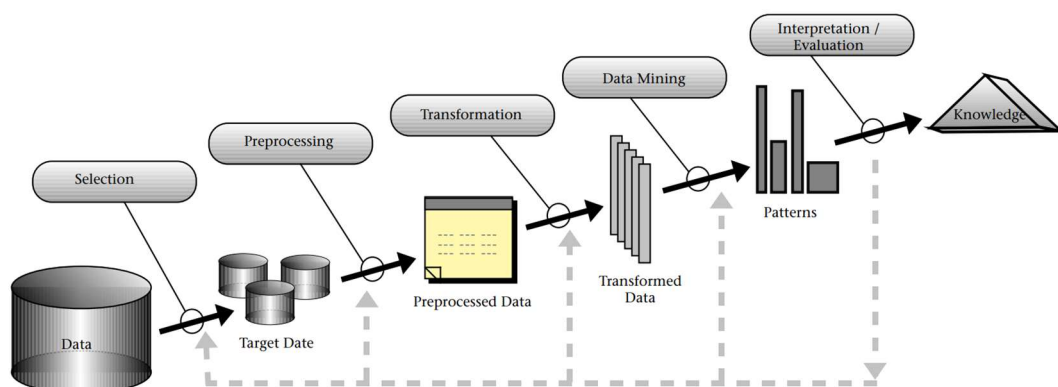 Interpretation /
Evaluation
Data Mining
Transformation
Preprocessing
Selection
Knowledge
Patterns
Transformed
Data
Preprocessed Data
Target Date
Data